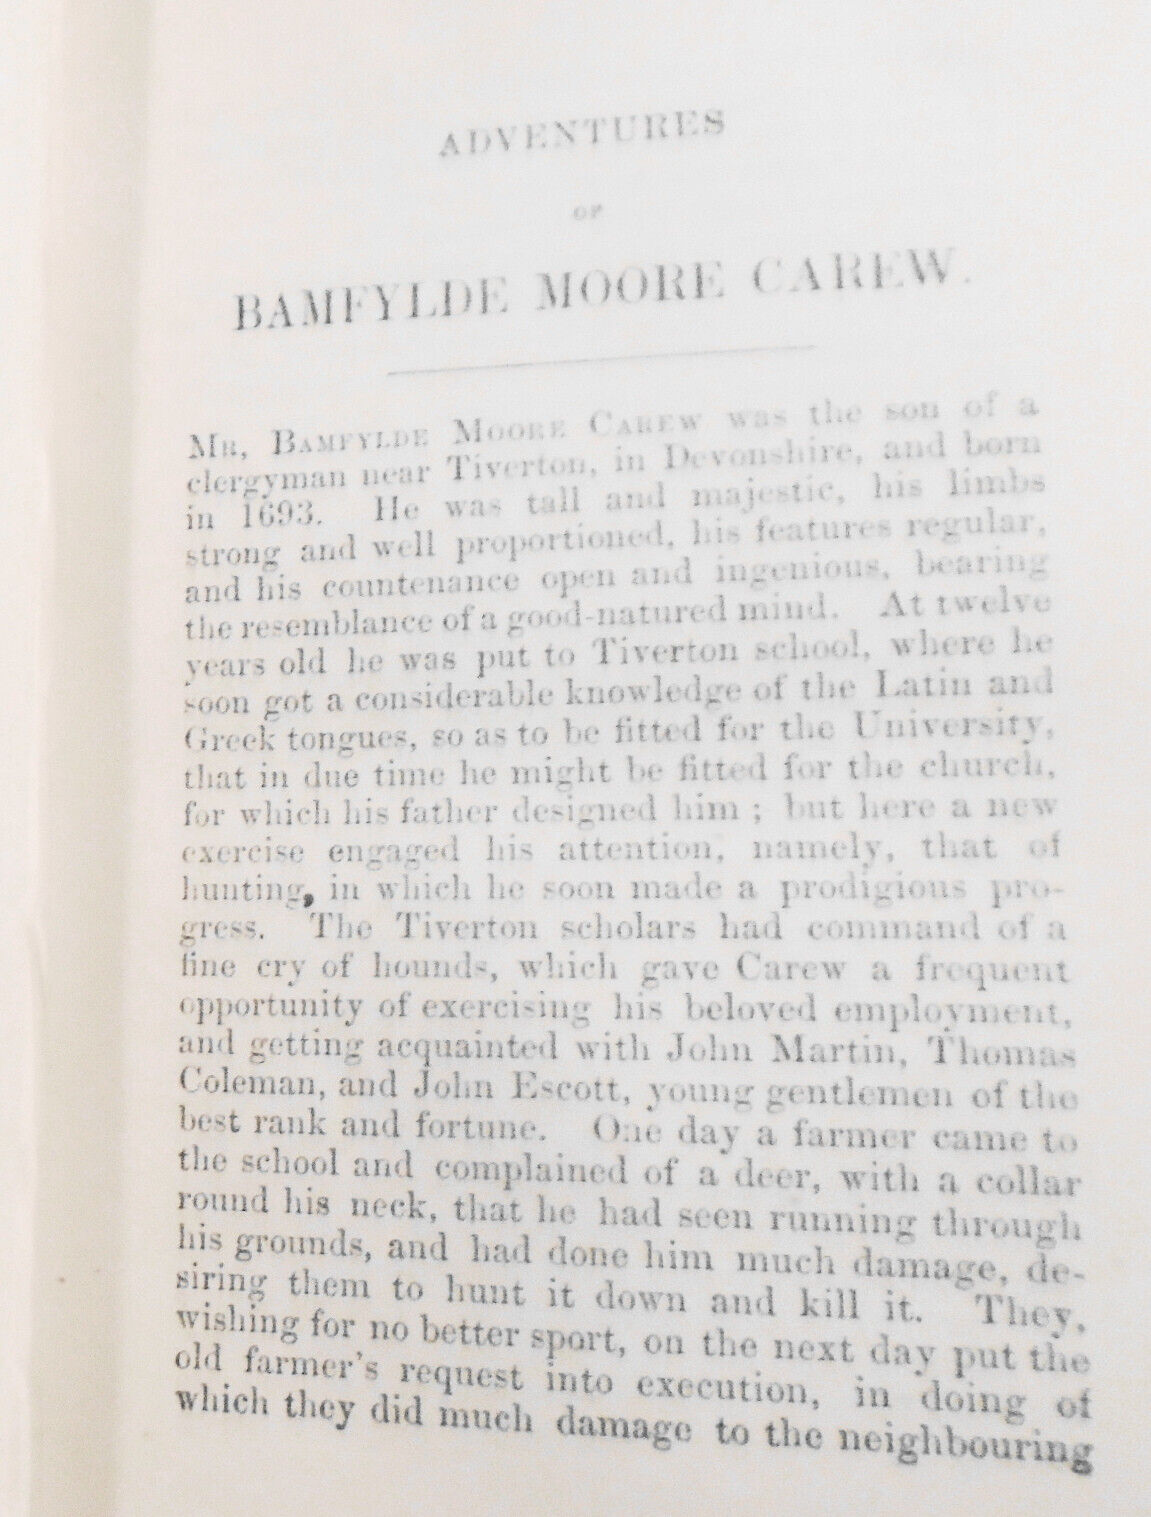 ADVENTURES
OF
BAMFYLDE MOORE CAREW.
MR, BAMFYLDE MOORE CAREW was the son of a
clergyman near Tiverton, in Devonshire, and born
in 1693. He was tall and majestic, his limbs
strong and well proportioned, his features regular,
and his countenance open and ingenious, bearing
the resemblance of a good-natured mind. At twelve
years old he was put to Tiverton school, where he
soon got a considerable knowledge of the Latin and
Greek tongues, so as to be fitted for the University,
that in due time he might be fitted for the church,
for which his father designed him ; but here a new
exercise engaged his attention, namely, that of
hunting, in which he soon made a prodigious pro-
gress. The Tiverton scholars had command of a
fine cry of hounds, which gave Carew a frequent
opportunity of exercising his beloved employment,
and getting acquainted with John Martin, Thomas
Coleman, and John Escott, young gentlemen of the
best rank and fortune. One day a farmer came to
the school and complained of a deer, with a collar
round his neck, that he had seen running through
his grounds, and had done him much damage, de-
siring them to hunt it down and kill it. They,
wishing for no better sport, on the next day put the
old farmer's request into execution, in doing of
which they did much damage to the neighbouring